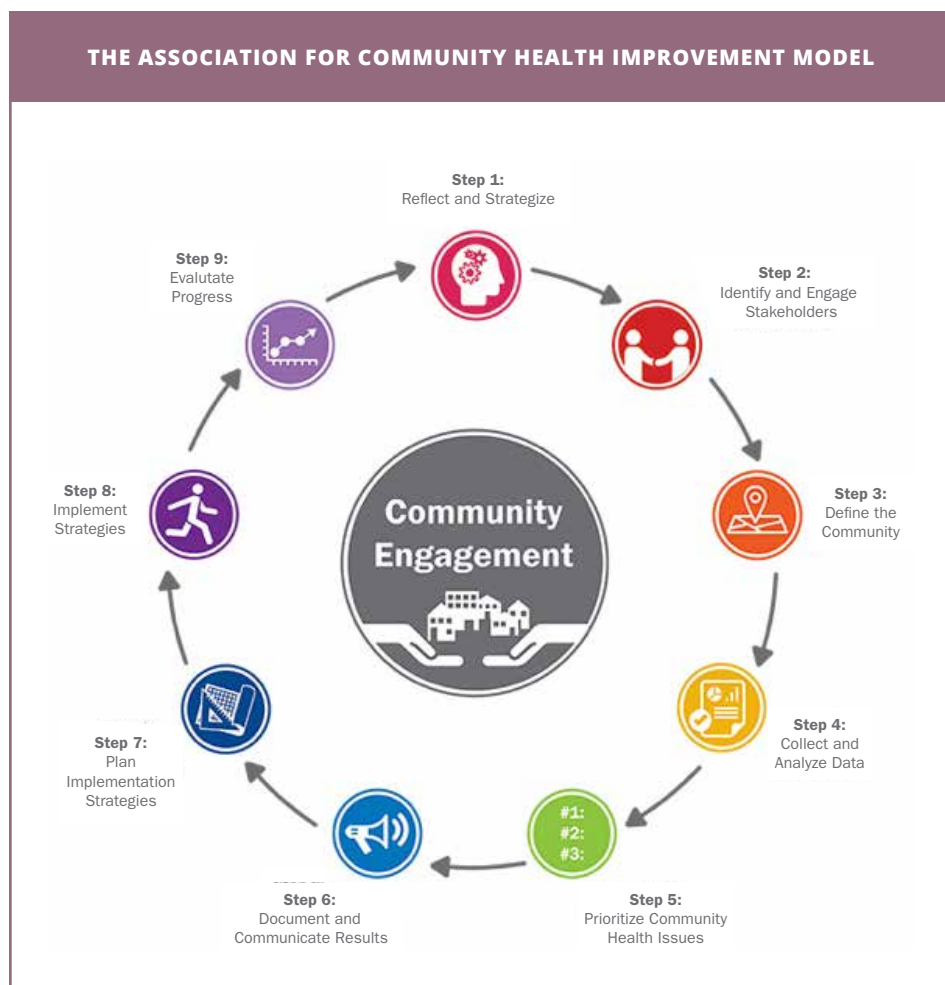 THE ASSOCIATION FOR COMMUNITY HEALTH IMPROVEMENT MODEL
Step 1:
Reflect and Strategize
Step 2:
Identify and Engage
Stakeholders
Step 3:
Define the
Community
Step 4:
Collect and
Analyze Data
Step 5:
Prioritize Community
Health Issues
#1:
#2:
#3:
Step 6:
Document and
Communicate Results
Step 7:
Plan
Implementation
Strategies
Step 8:
Implement
Strategies
Step 9:
Evalutate
Progress
Community
Engagement